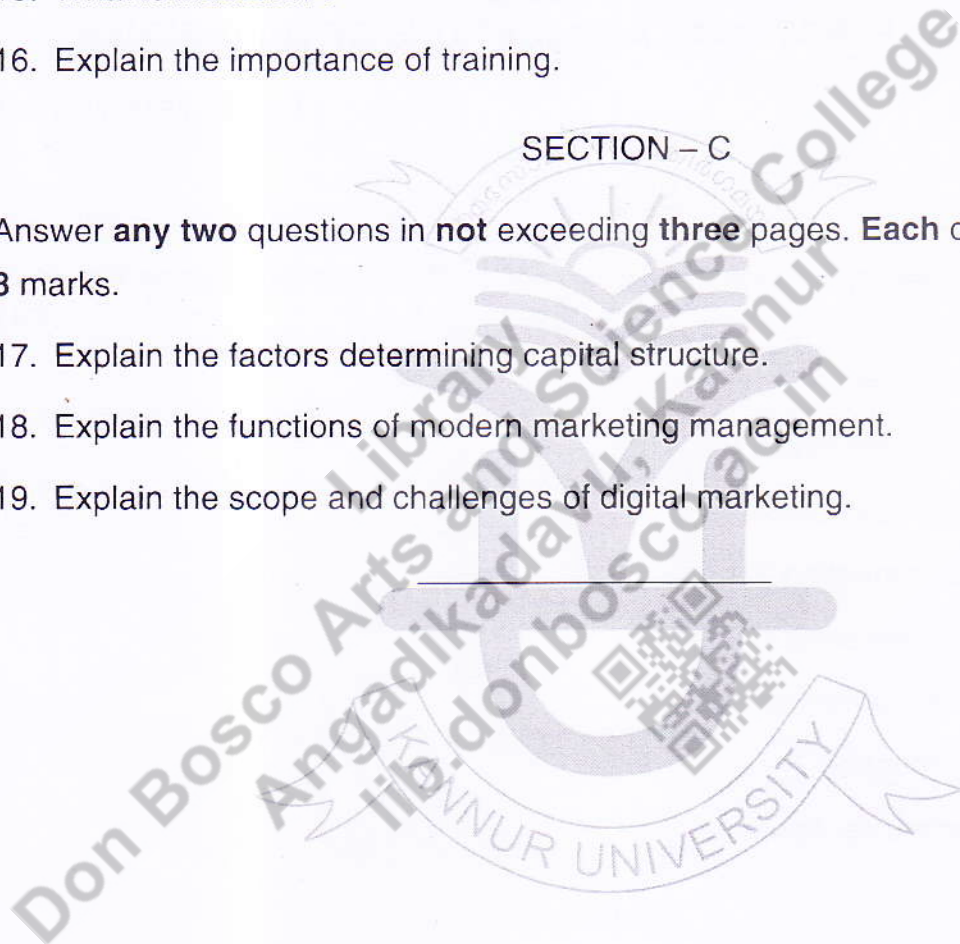 16. Explain the importance of training.
SECTION – C
Answer any two questions in not exceeding three pages. Each
marks.
17. Explain the factors determining capital structure.
18. Explain the functions of modern marketing management.
19. Explain the scope and challenges of digital marketing.
Library
Don Bosco Arts and Science College
Angadikadavu, Kannur
lib.donbosco.ac.in
KANNUR UNIVERSITY